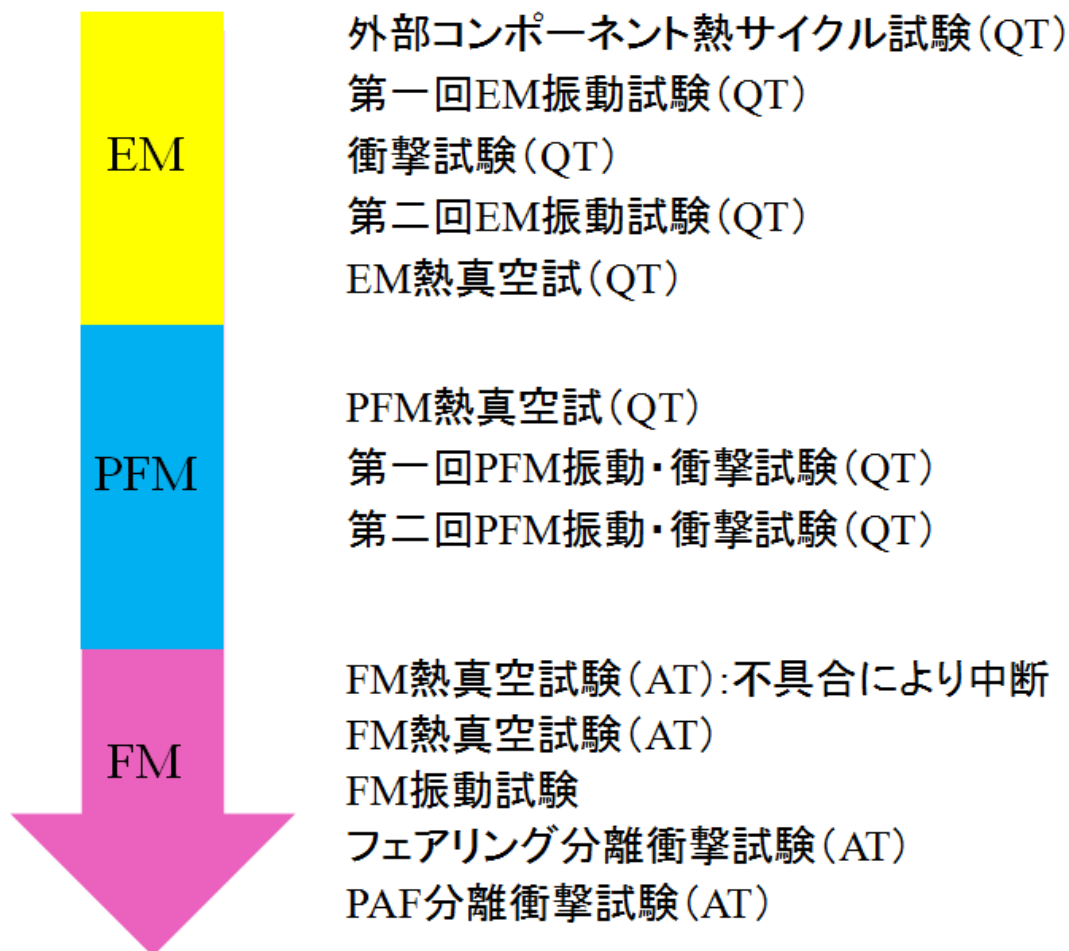 外部コンポーネント熱サイクル試験(QT)
第一回EM振動試験(QT)
EM
衝撃試験(QT)
第二回EM振動試験(QT)
EM熱真空試(QT)
PFM熱真空試(QT)
PFM
第一回PFM振動・衝撃試験(QT)
第二回PFM振動・衝撃試験(QT)
FM熱真空試験(AT):不具合により中断
FM熱真空試験(AT)
FM
FM振動試験
フェアリング分離衝撃試験(AT)
PAF分離衝撃試験(AT)